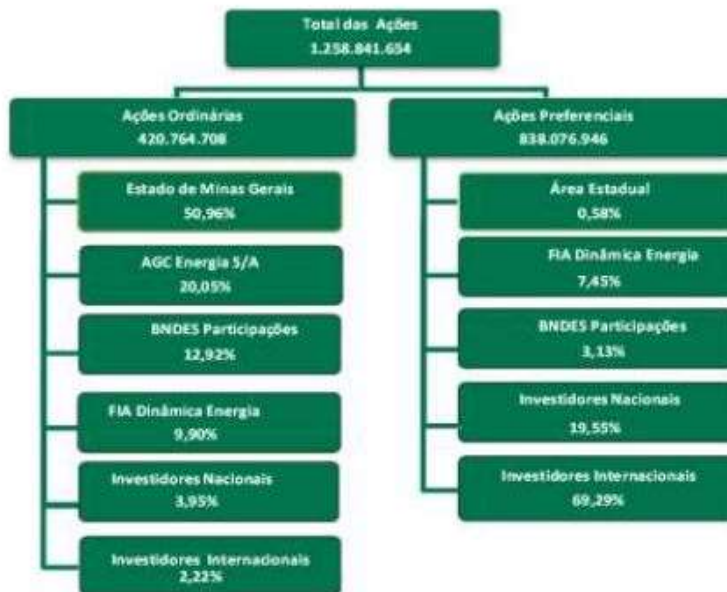 Total das Ações
1.258.841.654
Ações Ordinárias
420.764.708
Estado de Minas Gerais
50,96%
AGC Energia S/A
20,05%
BNDES Participações
12,92%
FIA Dinâmica Energia
9,90%
Investidores Nacionais
3,95%
Investidores Internacionais
2,22%
Ações Preferenciais
838.076.946
Área Estadual
0,58%
FIA Dinâmica Energia
7,45%
BNDES Participações
3,13%
Investidores Nacionais
19,55%
Investidores Internacionais
69,29%